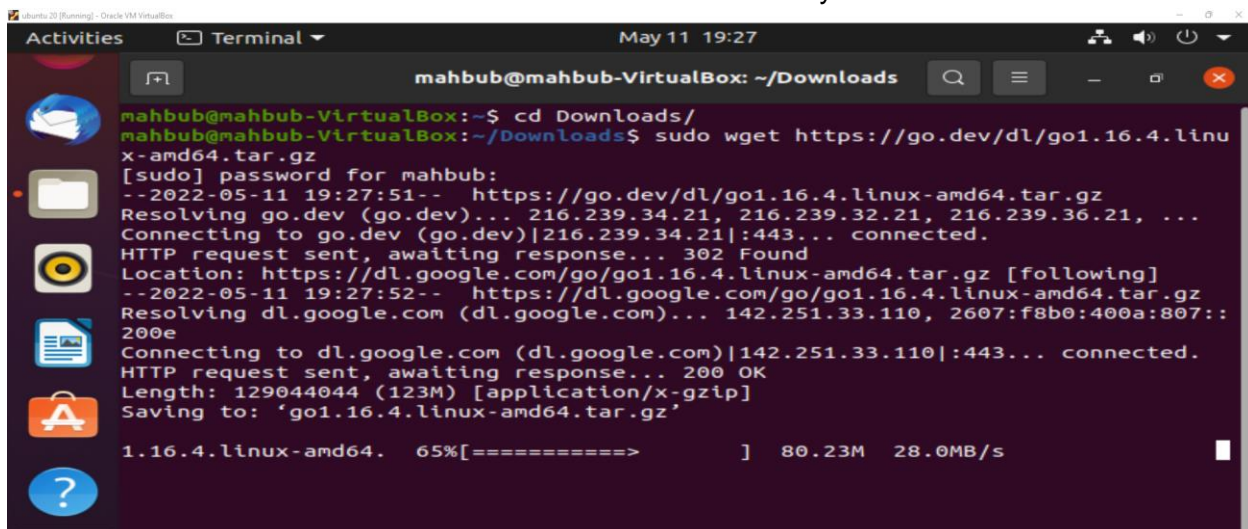 ubuntu 20 [Running] - Oracle VM VirtualBox
Activities Terminal May 11 19:27
mahbub@mahbub-VirtualBox: ~/Downloads
mahbub@mahbub-VirtualBox:~$ cd Downloads/
mahbub@mahbub-VirtualBox:~/Downloads$ sudo wget https://go.dev/dl/go1.16.4.linu
x-amd64.tar.gz
[sudo] password for mahbub:
--2022-05-11 19:27:51--  https://go.dev/dl/go1.16.4.linux-amd64.tar.gz
Resolving go.dev (go.dev)... 216.239.34.21, 216.239.32.21, 216.239.36.21, ...
Connecting to go.dev (go.dev)|216.239.34.21|:443... connected.
HTTP request sent, awaiting response... 302 Found
Location: https://dl.google.com/go/go1.16.4.linux-amd64.tar.gz [following]
--2022-05-11 19:27:52--  https://dl.google.com/go/go1.16.4.linux-amd64.tar.gz
Resolving dl.google.com (dl.google.com)... 142.251.33.110, 2607:f8b0:400a:807::
200e
Connecting to dl.google.com (dl.google.com)|142.251.33.110|:443... connected.
HTTP request sent, awaiting response... 200 OK
Length: 129044044 (123M) [application/x-gzip]
Saving to: ‘go1.16.4.linux-amd64.tar.gz’
1.16.4.linux-amd64.  65%[===========>       ]  80.23M  28.0MB/s